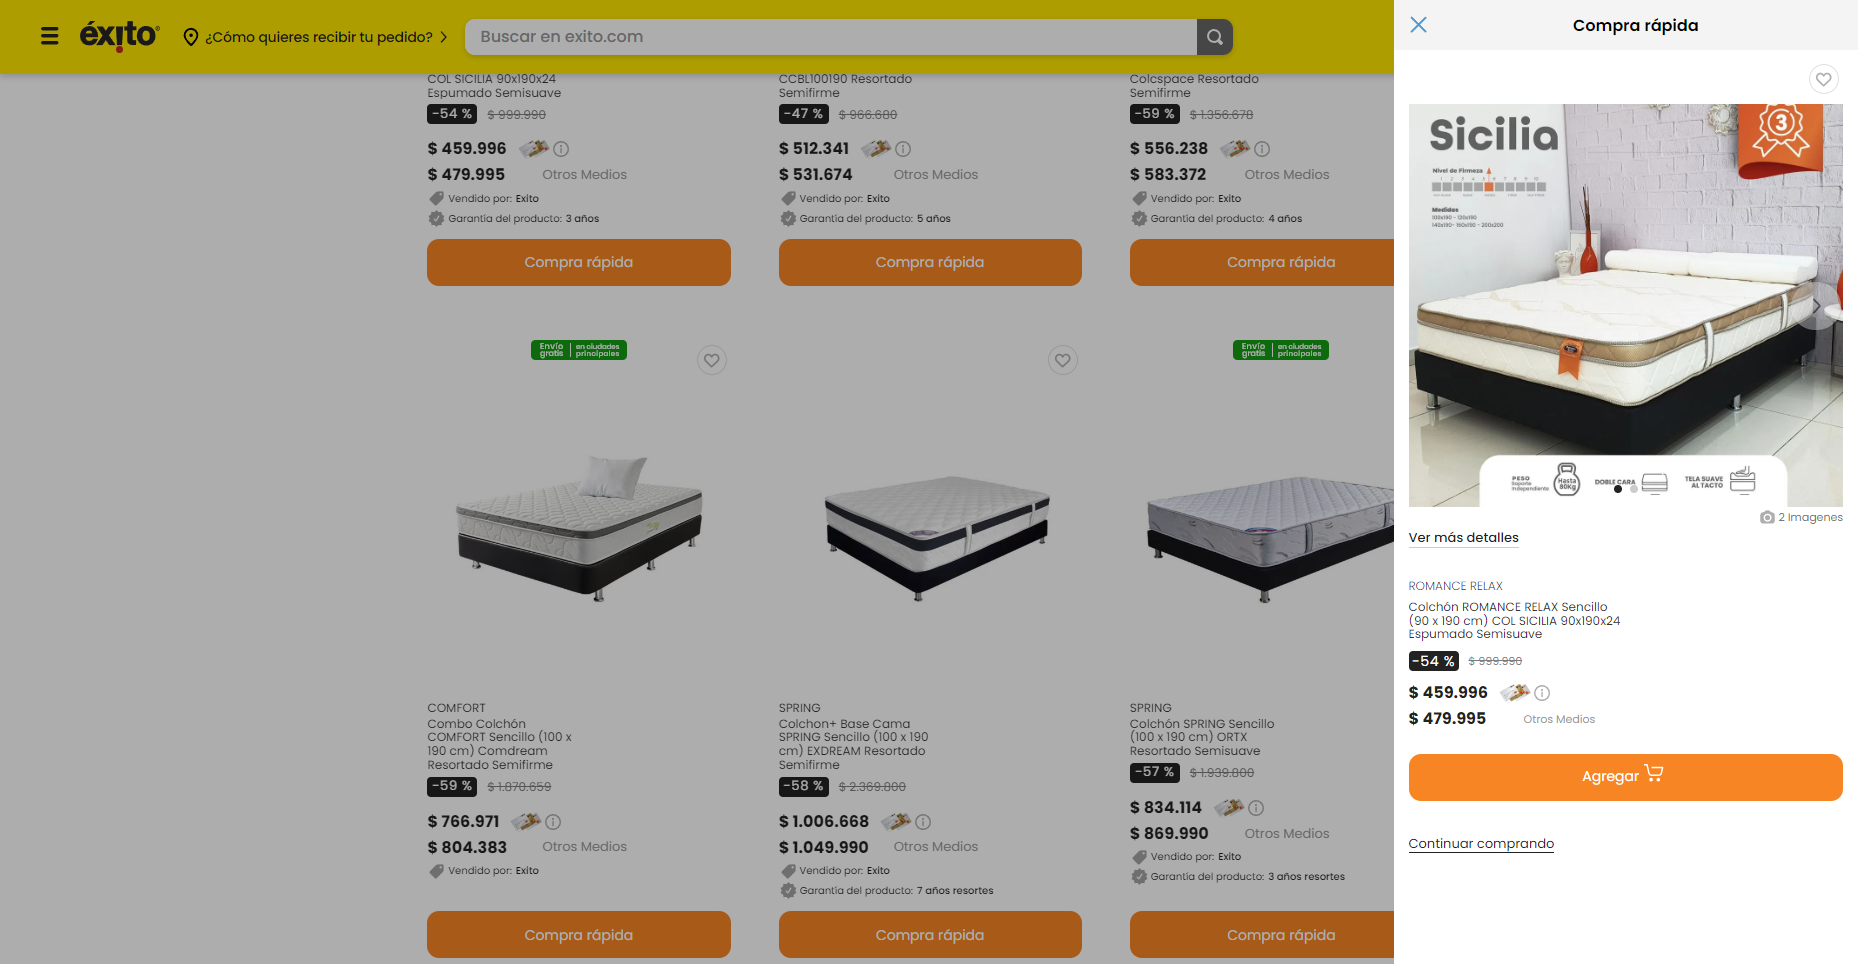 éxito
¿Cómo quieres recibir tu pedido?
Buscar en exito.com
COL SICILIA 90x190x24
Espumado Semisuave
-54 % $ 999.990
$ 459.996
$ 479.995 Otros Medios
Vendido por: Exito
Garantía del producto: 3 años
Compra rápida
CCBL100190 Resortado
Semifirme
-47 % $ 966.680
$ 512.341
$ 531.674 Otros Medios
Vendido por: Exito
Garantía del producto: 5 años
Compra rápida
Colcspace Resortado
Semifirme
-59 % $ 1.356.678
$ 556.238
$ 583.372 Otros Medios
Vendido por: Exito
Garantía del producto: 4 años
Compra rápida
Envío gratis | en ciudades principales
COMFORT
Combo Colchón
COMFORT Sencillo (100 x
190 cm) Comdream
Resortado Semifirme
-59 % $ 1.870.659
$ 766.971
$ 804.383 Otros Medios
Vendido por: Exito
Compra rápida
SPRING
Colchon+ Base Cama
SPRING Sencillo (100 x 190
cm) EXDREAM Resortado
Semifirme
-58 % $ 2.369.800
$ 1.006.668
$ 1.049.990 Otros Medios
Vendido por: Exito
Garantía del producto: 7 años resortes
Compra rápida
Envío gratis | en ciudades principales
SPRING
Colchón SPRING Sencillo
(100 x 190 cm) ORTX
Resortado Semisuave
-57 % $ 1.939.800
$ 834.114
$ 869.990 Otros Medios
Vendido por: Exito
Garantía del producto: 3 años resortes
Compra rápida
Compra rápida
Sicilia
3
Nivel de Firmeza
1 2 3 4 5 6 7 8 9 10
Medidas
100x190 - 120x190
140x190- 160x190 - 200x200
PESO
Soporte
Independiente
Hasta
80Kg
DOBLE CARA
TELA SUAVE
AL TACTO
2 Imagenes
Ver más detalles
ROMANCE RELAX
Colchón ROMANCE RELAX Sencillo
(90 x 190 cm) COL SICILIA 90x190x24
Espumado Semisuave
-54 % $ 999.990
$ 459.996
$ 479.995 Otros Medios
Agregar
Continuar comprando